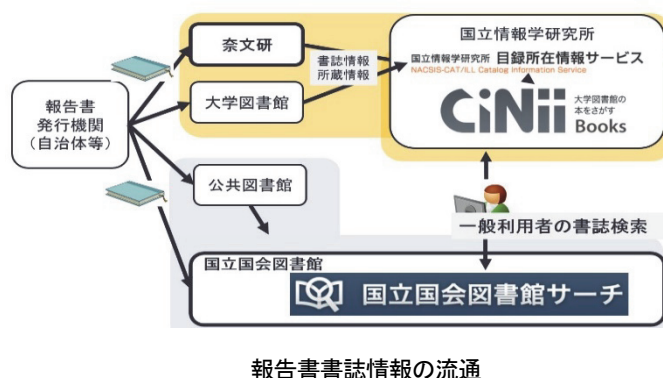 報告書
発行機関
（自治体等）
奈文研
大学図書館
書誌情報
所蔵情報
国立情報学研究所
国立情報学研究所 目録所在情報サービス
NACSIS-CAT/ILL Catalog Information Service
CiNii
大学図書館の
本をさがす
Books
公共図書館
一般利用者の書誌検索
国立国会図書館
国立国会図書館サーチ
報告書書誌情報の流通